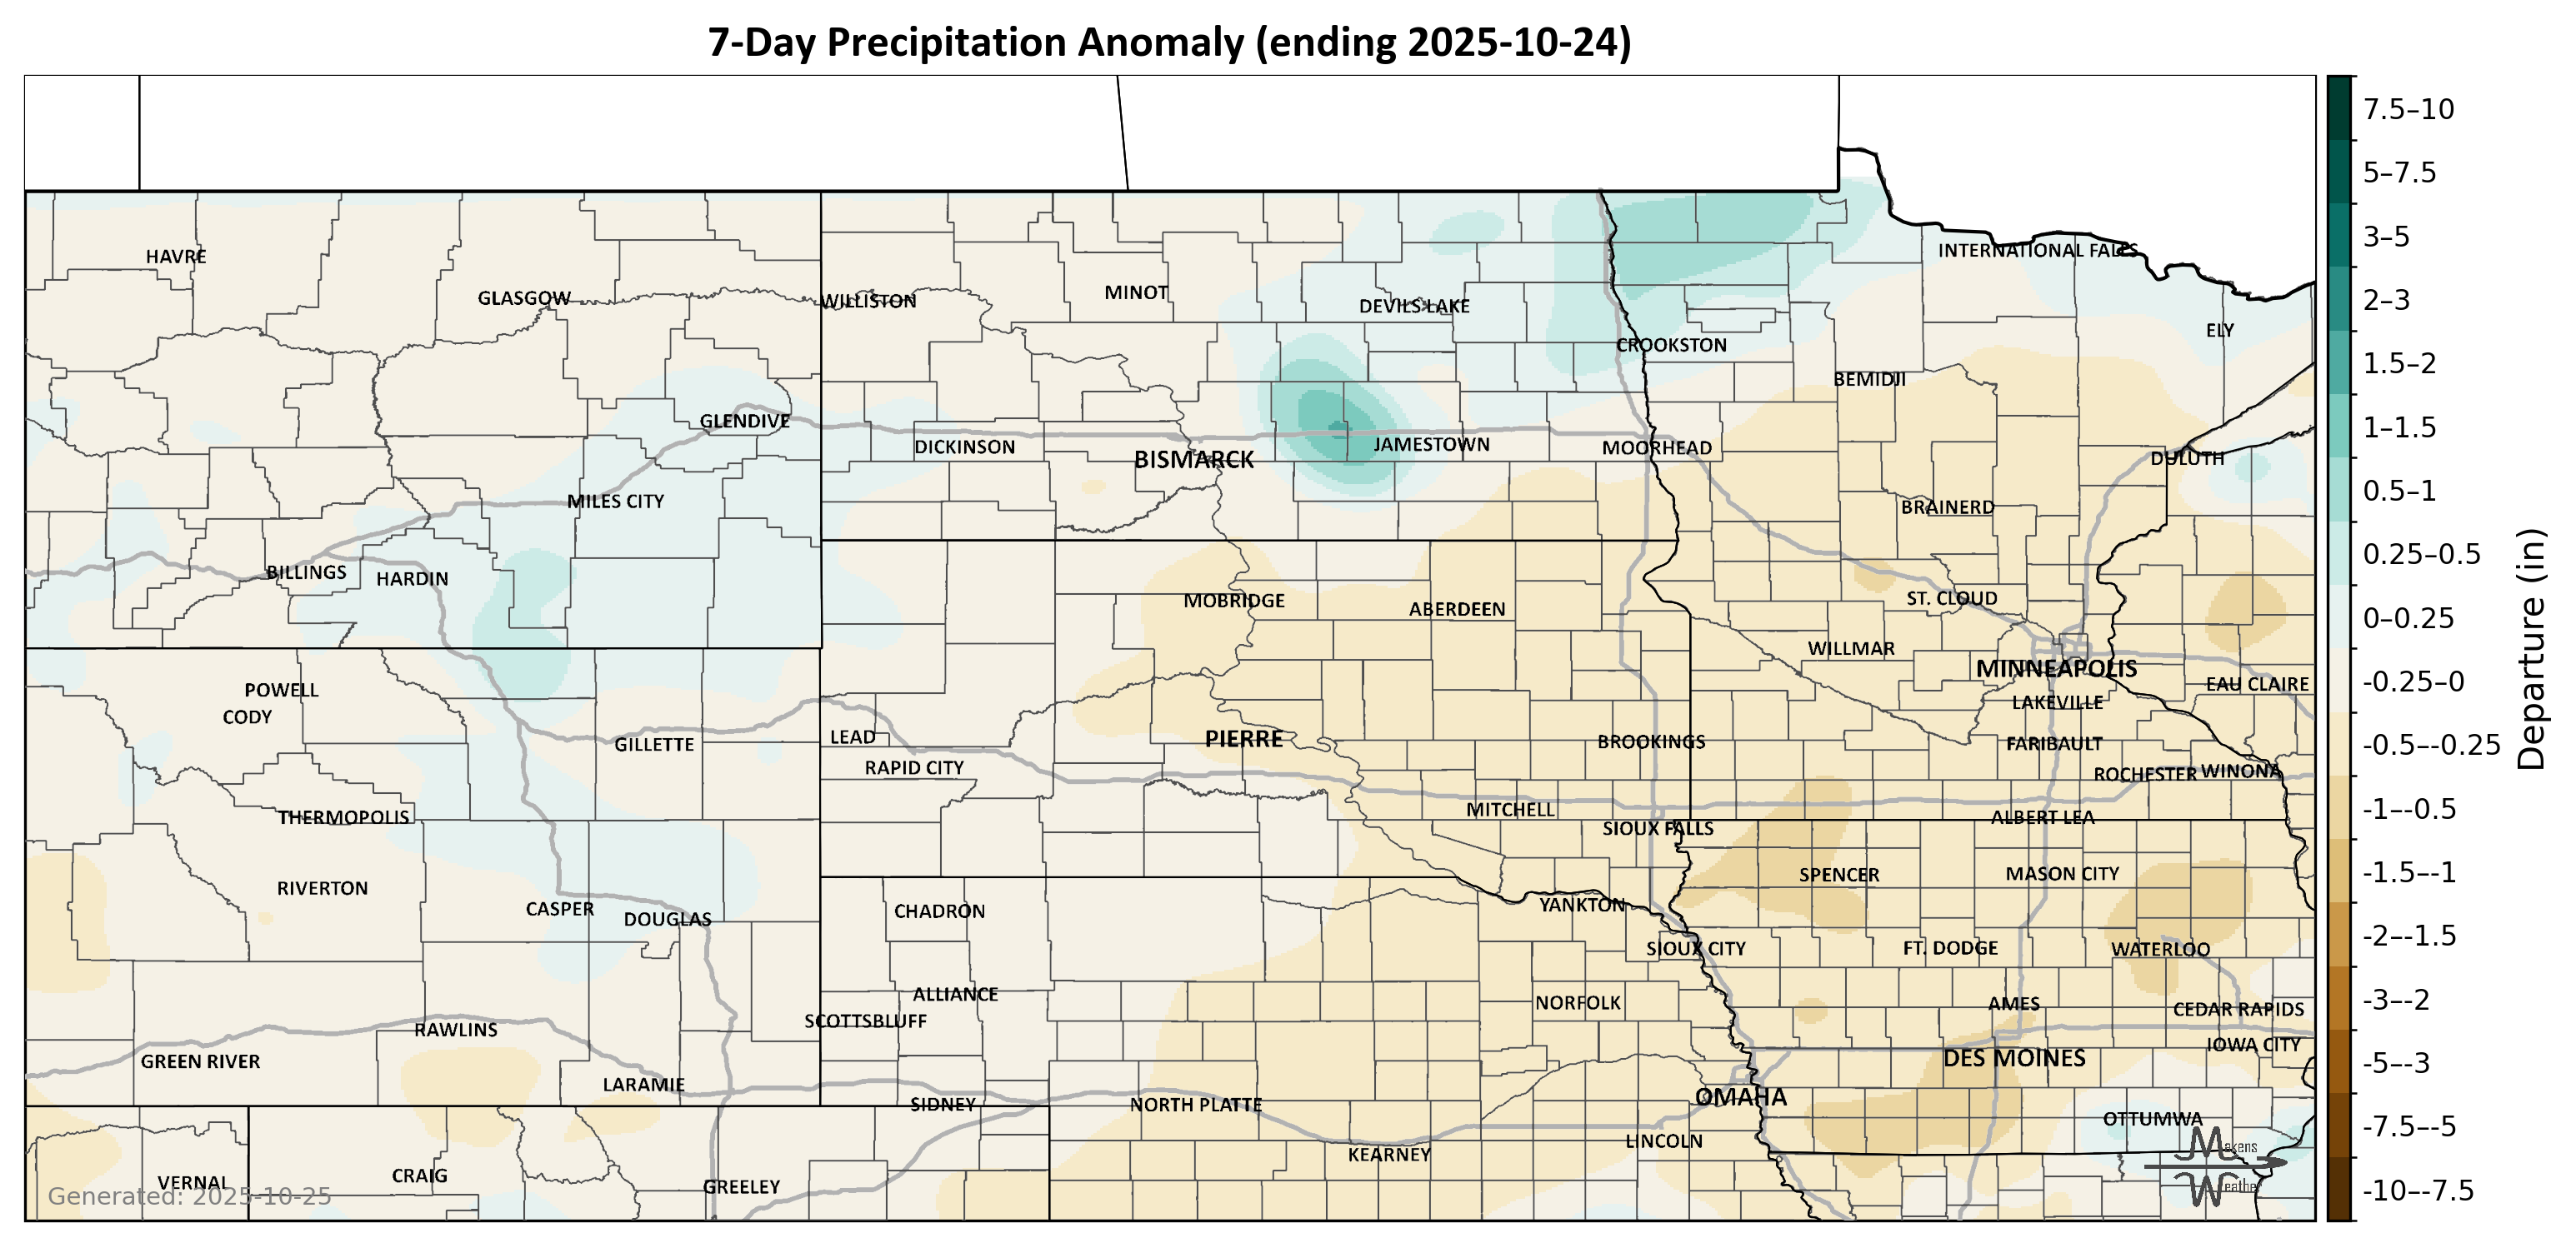 7-Day Precipitation Anomaly (ending 2025-10-24)
HAVRE
GLASGOW
WILLISTON
MINOT
DEVILS LAKE
INTERNATIONAL FALLS
CROOKSTON
ELY
BEMIDJI
GLENDIVE
DICKINSON
BISMARCK
JAMESTOWN
MOORHEAD
DULUTH
MILES CITY
BRAINERD
BILLINGS
HARDIN
MOBRIDGE
ABERDEEN
ST. CLOUD
WILLMAR
MINNEAPOLIS
POWELL
CODY
EAU CLAIRE
LAKEVILLE
GILLETTE
LEAD
PIERRE
BROOKINGS
FARIBAULT
RAPID CITY
ROCHESTER
WINONA
THERMOPOLIS
MITCHELL
SIOUX FALLS
ALBERT LEA
RIVERTON
CASPER
DOUGLAS
CHADRON
YANKTON
SPENCER
MASON CITY
SIOUX CITY
FT. DODGE
WATERLOO
ALLIANCE
SCOTTSBLUFF
NORFOLK
AMES
CEDAR RAPIDS
RAWLINS
GREEN RIVER
LARAMIE
DES MOINES
IOWA CITY
SIDNEY
NORTH PLATTE
OMAHA
OTTUMWA
LINCOLN
KEARNEY
VERNAL
CRAIG
GREELEY
Generated: 2025-10-25
Makens
Weather
7.5–10
5–7.5
3–5
2–3
1.5–2
1–1.5
0.5–1
0.25–0.5
0–0.25
-0.25–0
-0.5–-0.25
-1–-0.5
-1.5–-1
-2–-1.5
-3–-2
-5–-3
-7.5–-5
-10–-7.5
Departure (in)